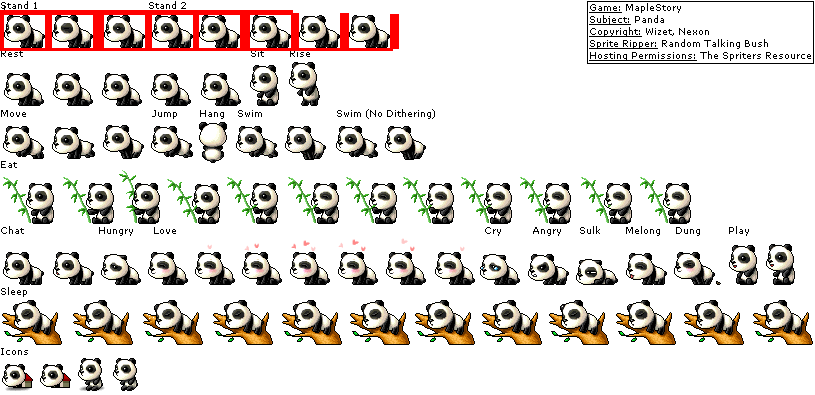 Stand 1 Stand 2
Game: MapleStory
Subject: Panda
Copyright: Wizet, Nexon
Sprite Ripper: Random Talking Bush
Hosting Permissions: The Spriters Resource
Rest Sit Rise
Move Jump Hang Swim Swim (No Dithering)
Eat
Chat Hungry Love Cry Angry Sulk Melong Dung Play
Sleep
Icons